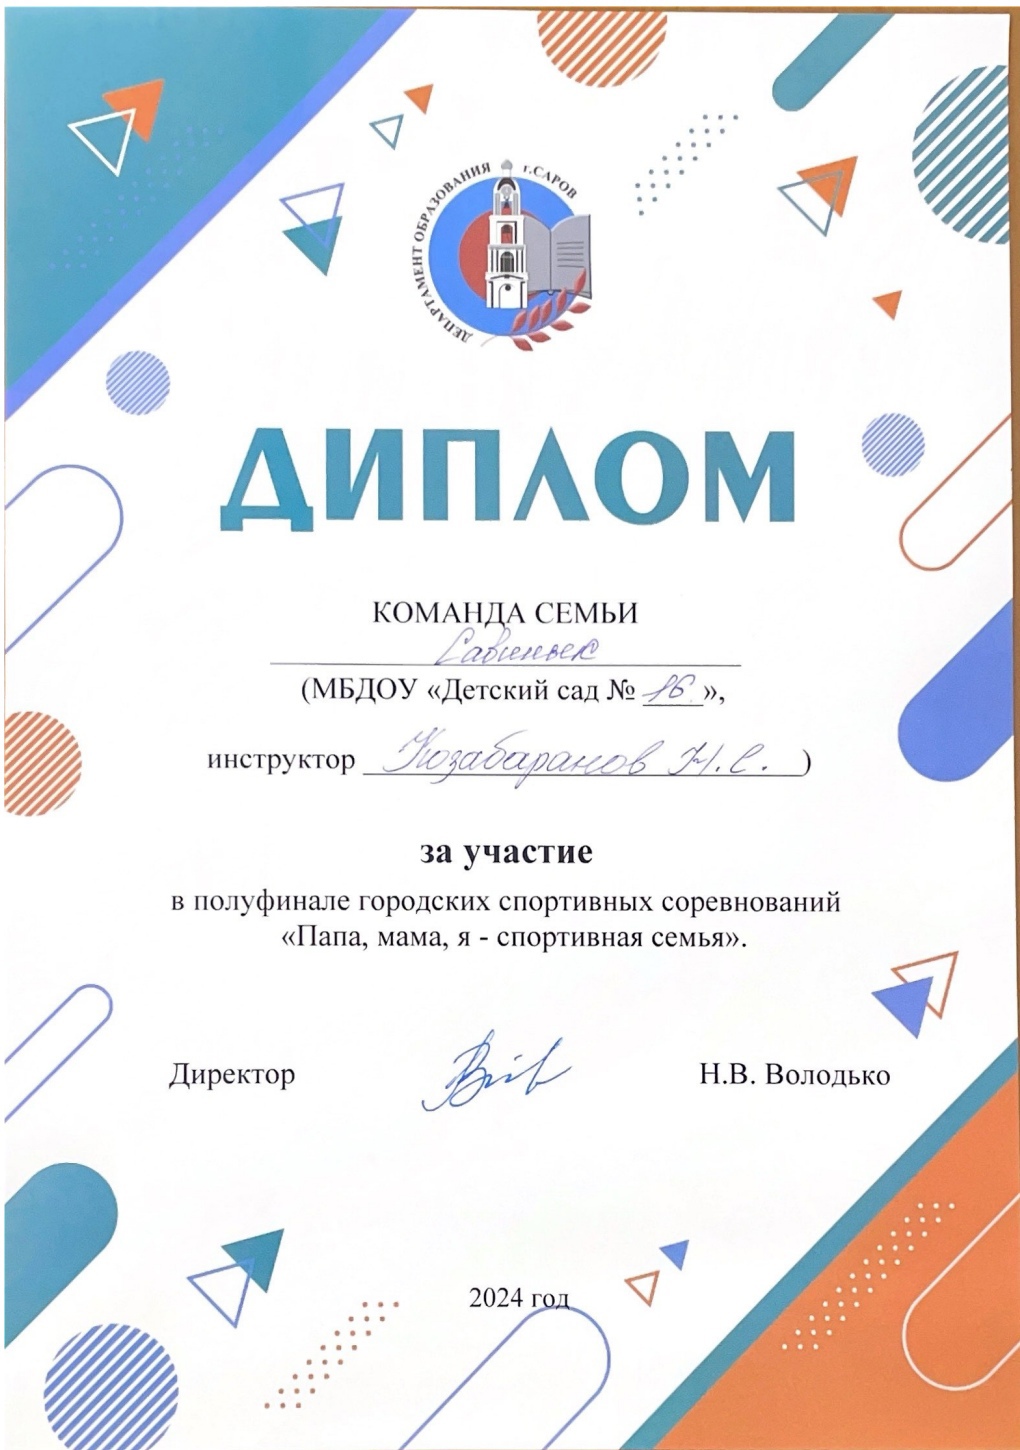 ДЕПАРТАМЕНТ ОБРАЗОВАНИЯ г.САРОВ
ДИПЛОМ
КОМАНДА СЕМЬИ
(МБДОУ «Детский сад № 16»,
инструктор Козабаранов Н.С.)
за участие
в полуфинале городских спортивных соревнований
«Папа, мама, я - спортивная семья».
Директор Н.В. Володько
2024 год